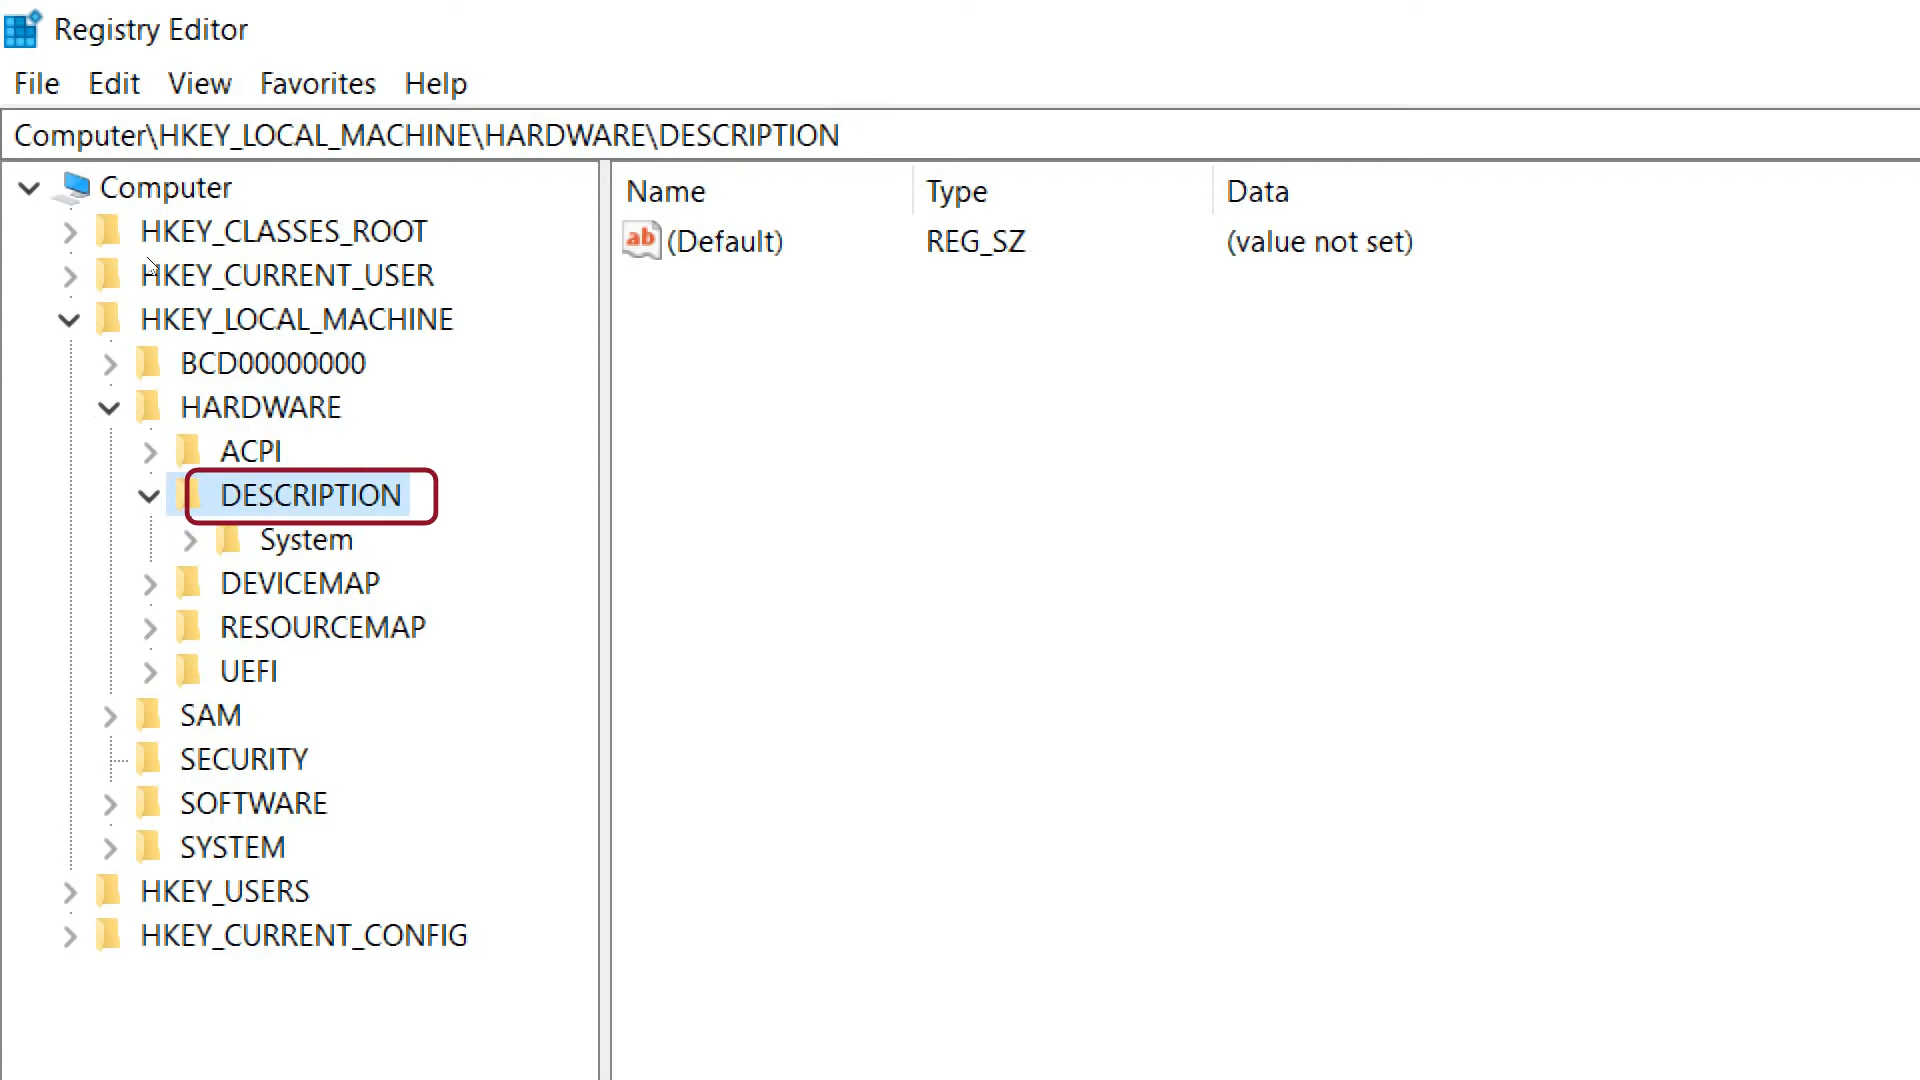 Registry Editor
File Edit View Favorites Help
Computer\HKEY_LOCAL_MACHINE\HARDWARE\DESCRIPTION
Computer
HKEY_CLASSES_ROOT
HKEY_CURRENT_USER
HKEY_LOCAL_MACHINE
BCD00000000
HARDWARE
ACPI
DESCRIPTION
System
DEVICEMAP
RESOURCEMAP
UEFI
SAM
SECURITY
SOFTWARE
SYSTEM
HKEY_USERS
HKEY_CURRENT_CONFIG
Name Type Data
ab (Default) REG_SZ (value not set)